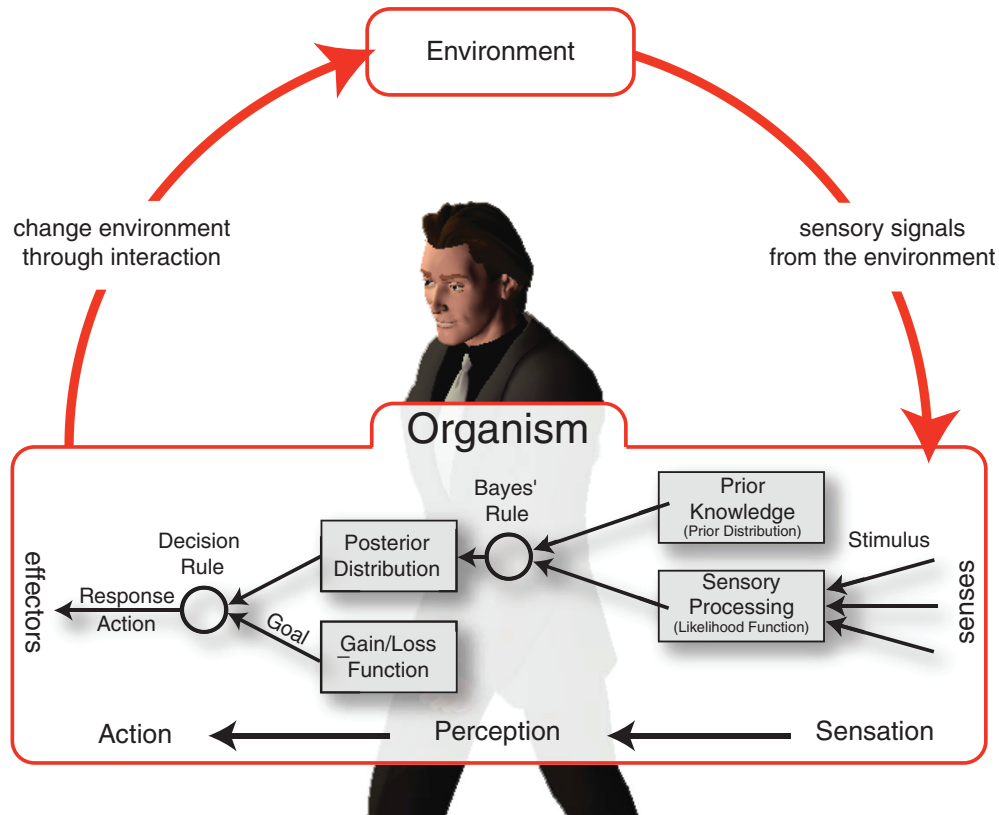 Environment
change environment
through interaction
sensory signals
from the environment
Organism
Bayes'
Rule
Prior
Knowledge
(Prior Distribution)
Stimulus
Decision
Rule
Posterior
Distribution
Sensory
Processing
(Likelihood Function)
effectors
Response
Action
Goal
Gain/Loss
Function
senses
Action
Perception
Sensation